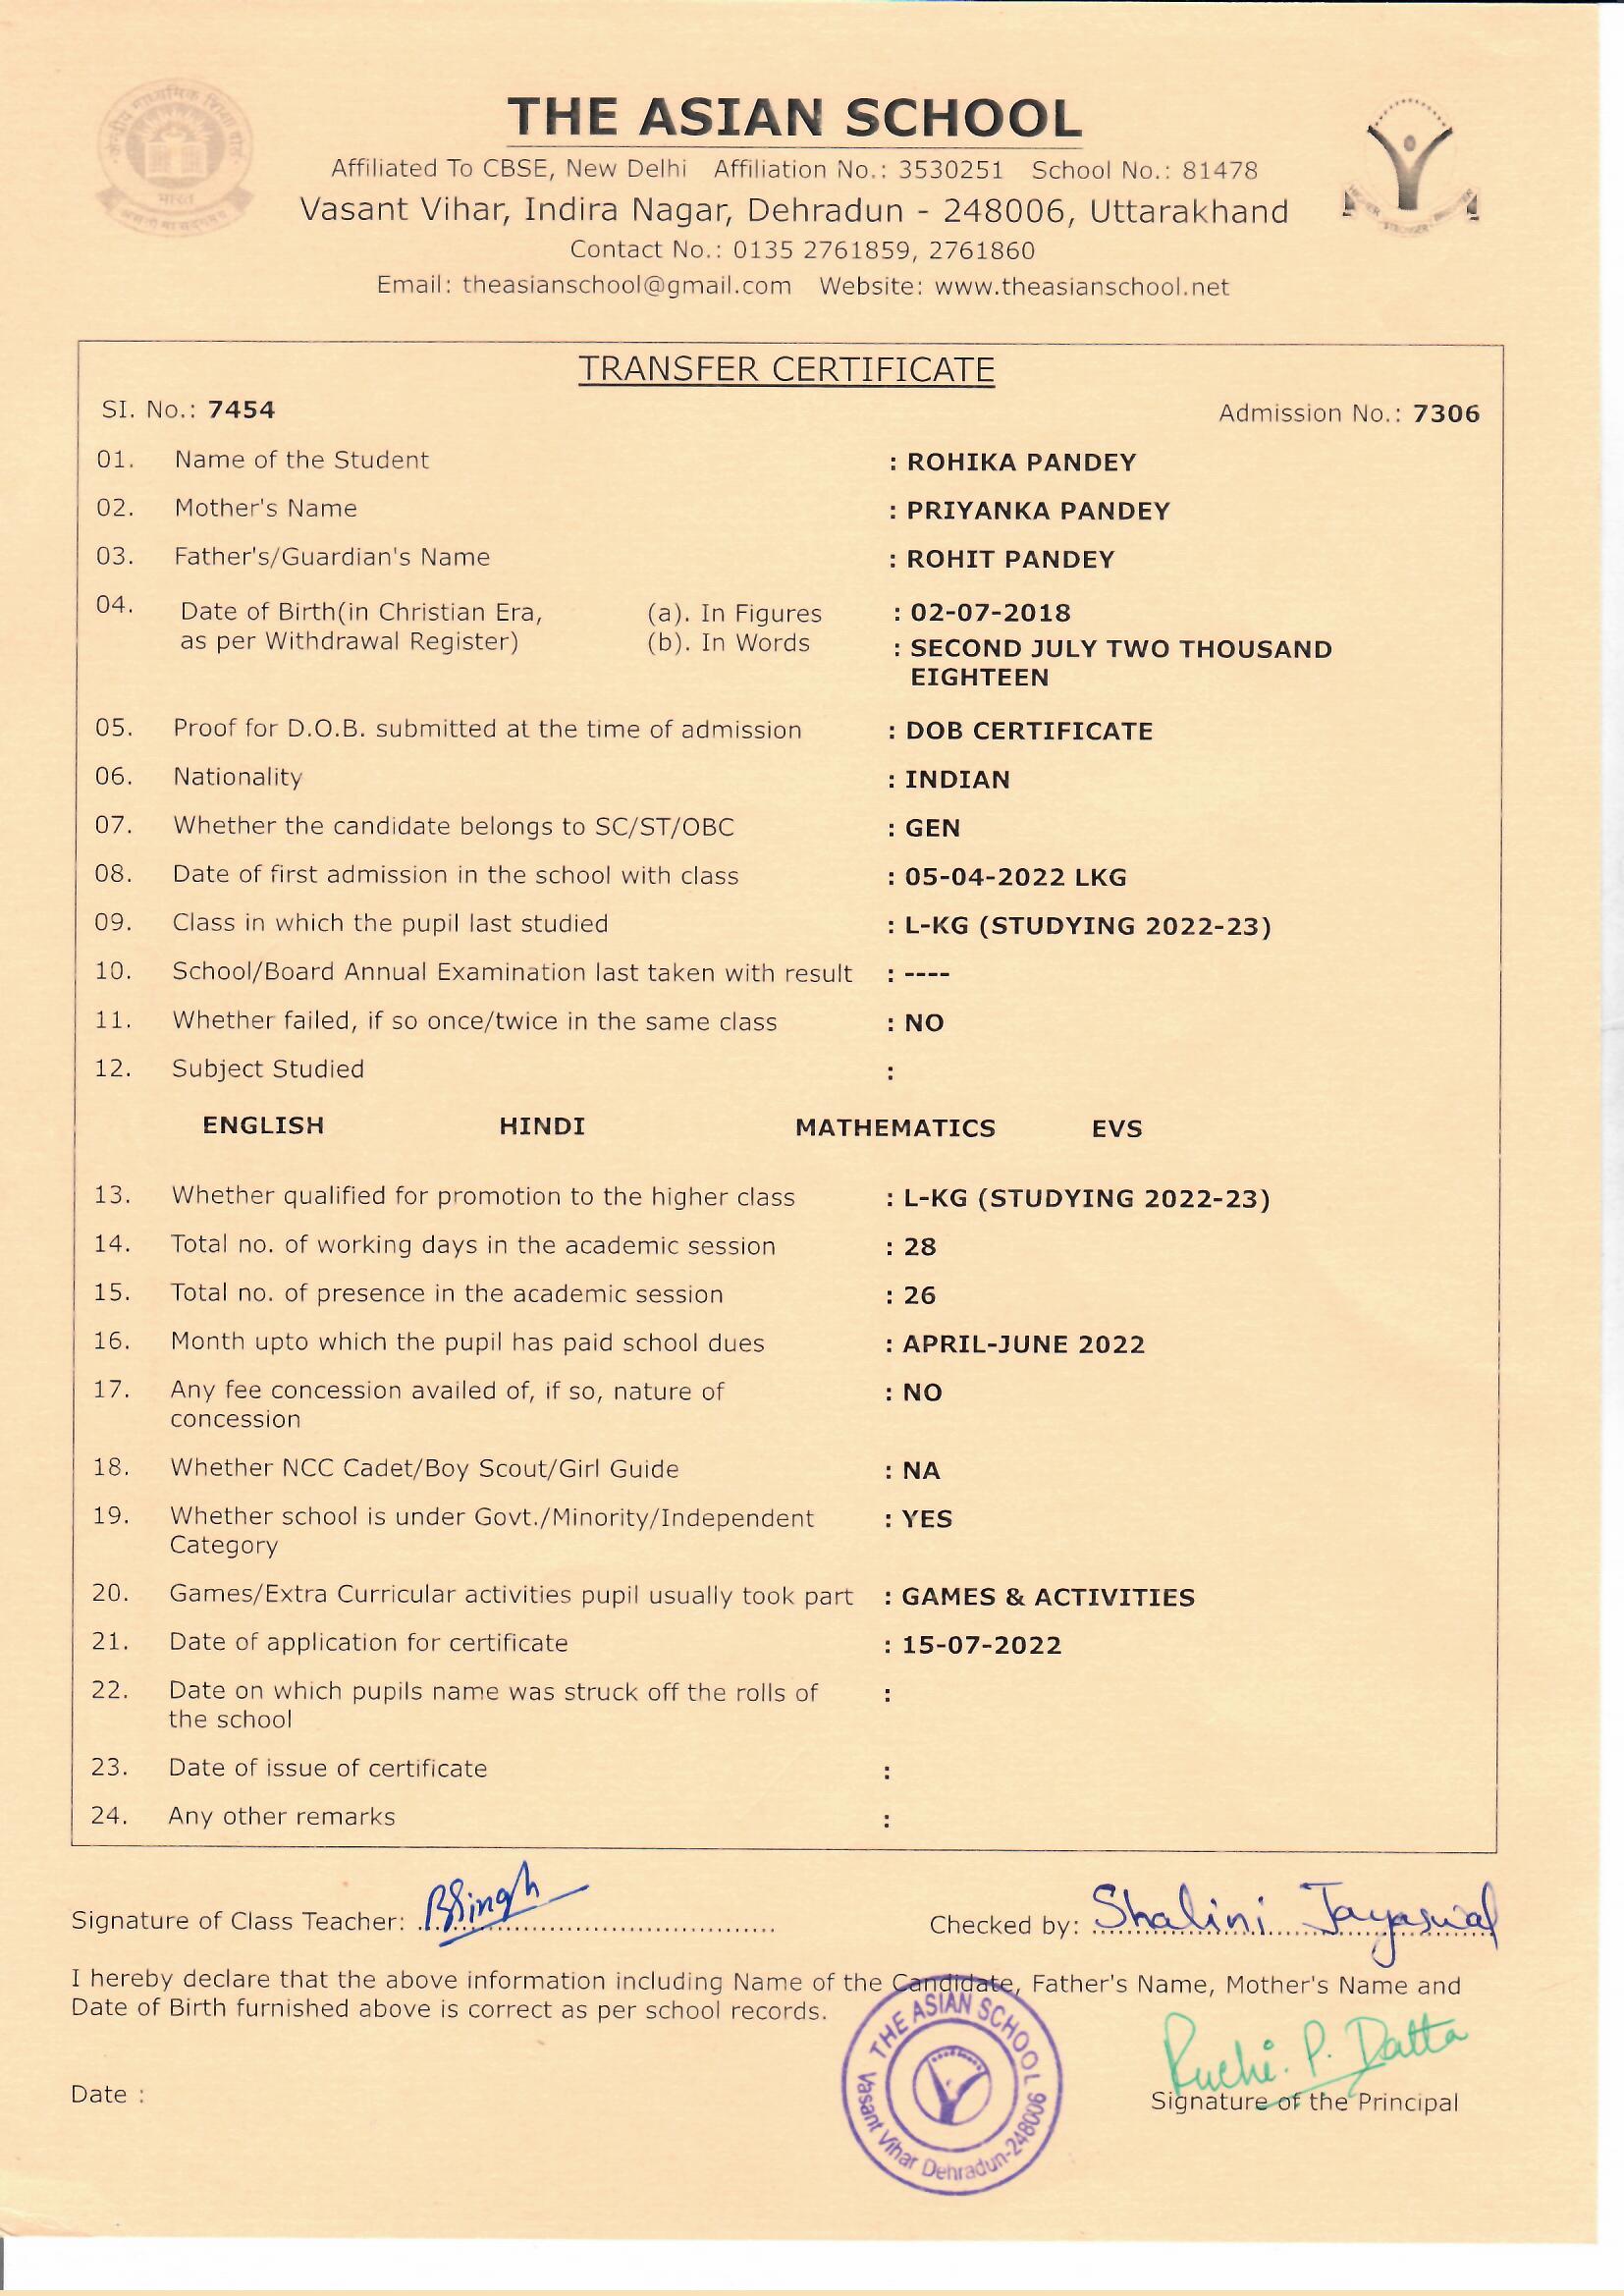 THE ASIAN SCHOOL
Affiliated To CBSE, New Delhi Affiliation No.: 3530251 School No.: 81478
Vasant Vihar, Indira Nagar, Dehradun - 248006, Uttarakhand
Contact No.: 0135 2761859, 2761860
Email: theasianschool@gmail.com Website: www.theasianschool.net
भारत
TRANSFER CERTIFICATE
SI. No.: 7454 Admission No.: 7306
01. Name of the Student : ROHIKA PANDEY
02. Mother's Name : PRIYANKA PANDEY
03. Father's/Guardian's Name : ROHIT PANDEY
04. Date of Birth(in Christian Era, (a). In Figures : 02-07-2018
as per Withdrawal Register) (b). In Words : SECOND JULY TWO THOUSAND
EIGHTEEN
05. Proof for D.O.B. submitted at the time of admission : DOB CERTIFICATE
06. Nationality : INDIAN
07. Whether the candidate belongs to SC/ST/OBC : GEN
08. Date of first admission in the school with class : 05-04-2022 LKG
09. Class in which the pupil last studied : L-KG (STUDYING 2022-23)
10. School/Board Annual Examination last taken with result : ----
11. Whether failed, if so once/twice in the same class : NO
12. Subject Studied :
ENGLISH HINDI MATHEMATICS EVS
13. Whether qualified for promotion to the higher class : L-KG (STUDYING 2022-23)
14. Total no. of working days in the academic session : 28
15. Total no. of presence in the academic session : 26
16. Month upto which the pupil has paid school dues : APRIL-JUNE 2022
17. Any fee concession availed of, if so, nature of : NO
concession
18. Whether NCC Cadet/Boy Scout/Girl Guide : NA
19. Whether school is under Govt./Minority/Independent : YES
Category
20. Games/Extra Curricular activities pupil usually took part : GAMES & ACTIVITIES
21. Date of application for certificate : 15-07-2022
22. Date on which pupils name was struck off the rolls of :
the school
23. Date of issue of certificate :
24. Any other remarks :
Signature of Class Teacher: BSingh Checked by: Shalini Jayaswal
I hereby declare that the above information including Name of the Candidate, Father's Name, Mother's Name and
Date of Birth furnished above is correct as per school records.
THE ASIAN SCHOOL
Vasant Vihar Dehradun-248006
Ruchi. P. Datta
Date : Signature of the Principal